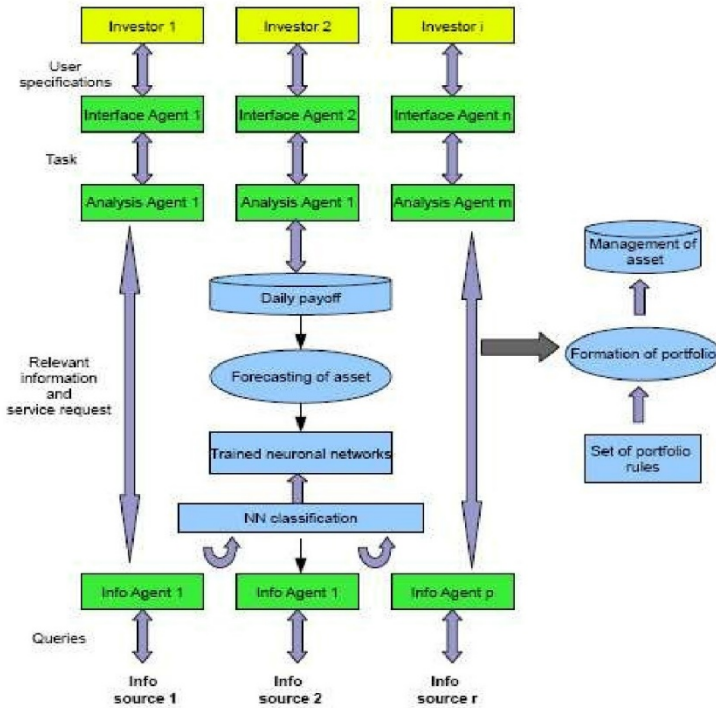 Investor 1
Investor 2
Investor i
User
specifications
Interface Agent 1
Interface Agent 2
Interface Agent n
Task
Analysis Agent 1
Analysis Agent 1
Analysis Agent m
Management of
asset
Daily payoff
Relevant
information
and
service request
Forecasting of asset
Formation of portfolio
Trained neuronal networks
Set of portfolio
rules
NN classification
Info Agent 1
Info Agent 1
Info Agent p
Queries
Info
source 1
Info
source 2
Info
source r